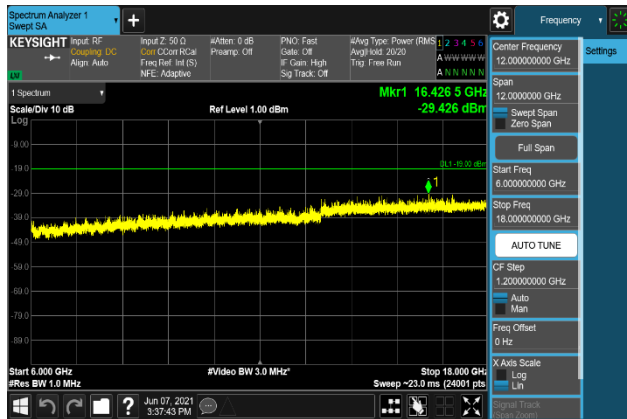 Spectrum Analyzer 1
Swept SA
Frequency
KEYSIGHT
Input: RF
Coupling: DC
Align: Auto
Input Z: 50 Ω
Corr CCorr RCal
Freq Ref: Int (S)
NFE: Adaptive
#Atten: 0 dB
Preamp: Off
PNO: Fast
Gate: Off
IF Gain: High
Sig Track: Off
#Avg Type: Power (RMS
Avg|Hold: 20/20
Trig: Free Run
1 2 3 4 5 6
A W W W W W
A N N N N N
1 Spectrum
Scale/Div 10 dB
Log
Ref Level 1.00 dBm
Mkr1 16.426 5 GHz
-29.426 dBm
-9.00
-19.0
DL1 -19.00 dBm
1
-29.0
-39.0
-49.0
-59.0
-69.0
-79.0
-89.0
Start 6.000 GHz
#Video BW 3.0 MHz*
Stop 18.000 GHz
#Res BW 1.0 MHz
Sweep ~23.0 ms (24001 pts
Jun 07, 2021
3:37:43 PM
Center Frequency
12.000000000 GHz
Settings
Span
12.0000000 GHz
Swept Span
Zero Span
Full Span
Start Freq
6.000000000 GHz
Stop Freq
18.000000000 GHz
AUTO TUNE
CF Step
1.200000000 GHz
Auto
Man
Freq Offset
0 Hz
X Axis Scale
Log
Lin
Signal Track
(Span Zoom)